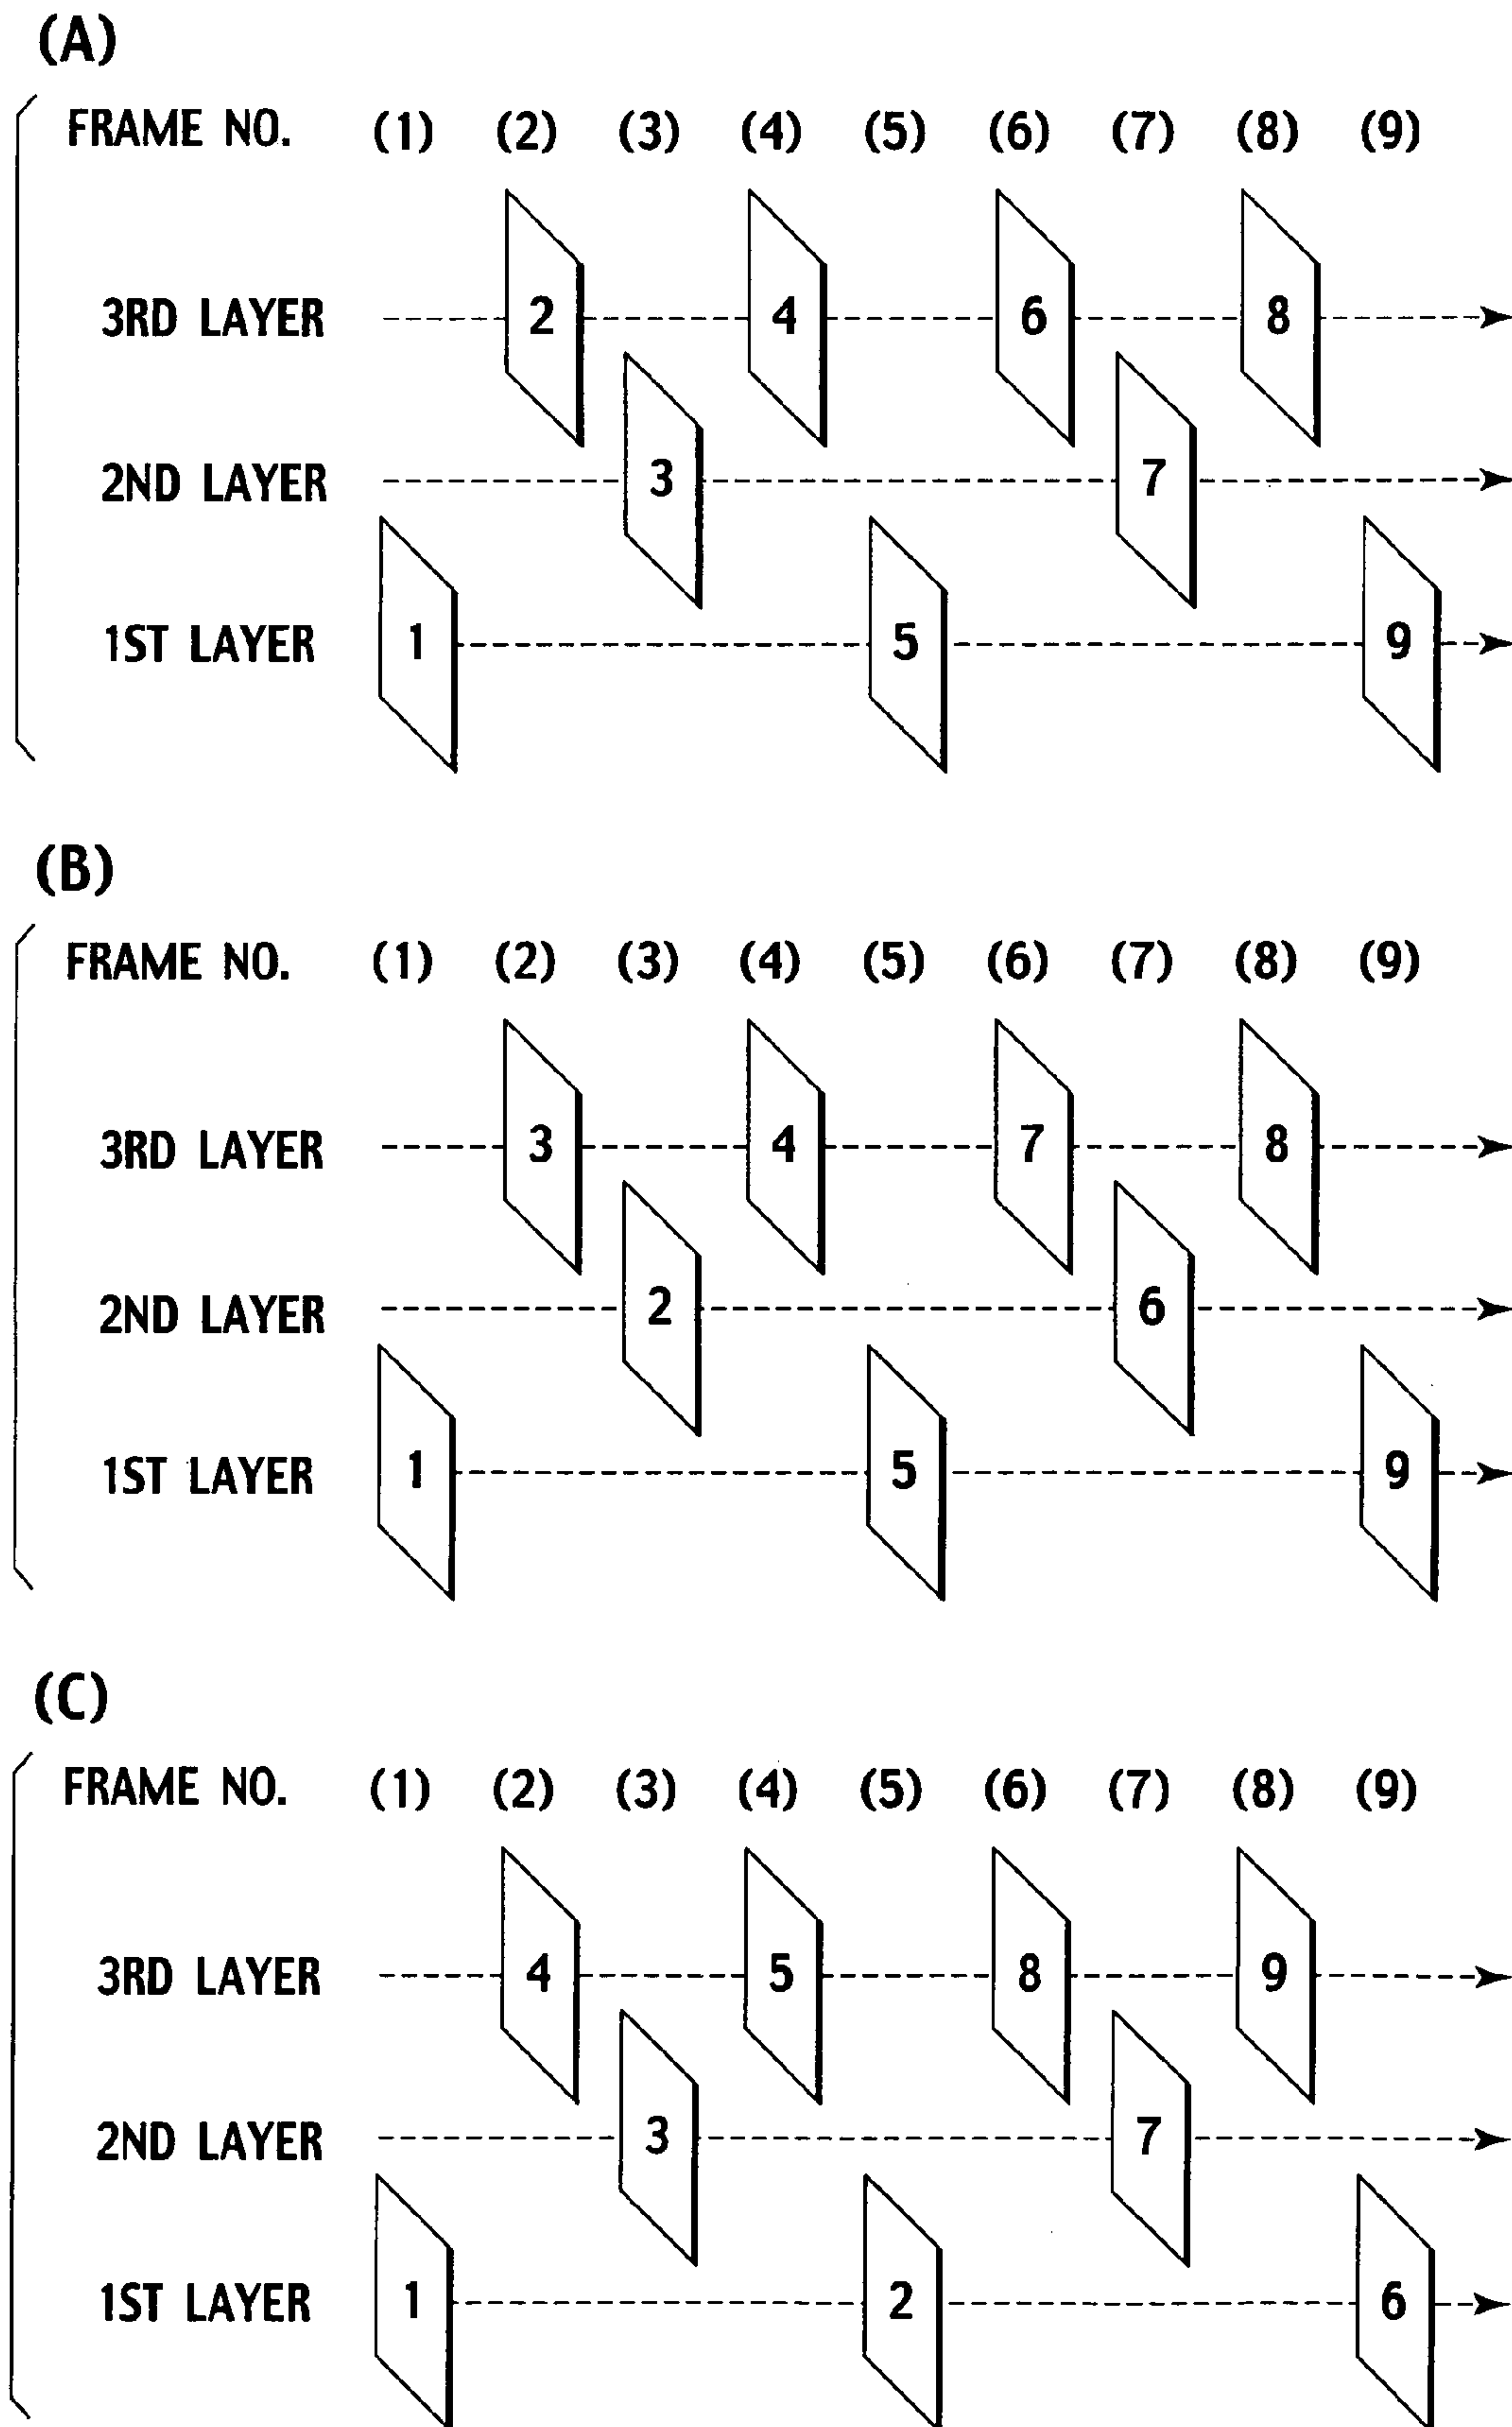 (A)
FRAME NO. (1) (2) (3) (4) (5) (6) (7) (8) (9)
3RD LAYER 2 4 6 8
2ND LAYER 3 7
1ST LAYER 1 5 9
(B)
FRAME NO. (1) (2) (3) (4) (5) (6) (7) (8) (9)
3RD LAYER 3 4 7 8
2ND LAYER 2 6
1ST LAYER 1 5 9
(C)
FRAME NO. (1) (2) (3) (4) (5) (6) (7) (8) (9)
3RD LAYER 4 5 8 9
2ND LAYER 3 7
1ST LAYER 1 2 6